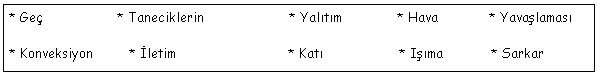 * Geç * Taneciklerin * Yalıtım * Hava * Yavaşlaması
* Konveksiyon * İletim * Katı * Işıma * Sarkar